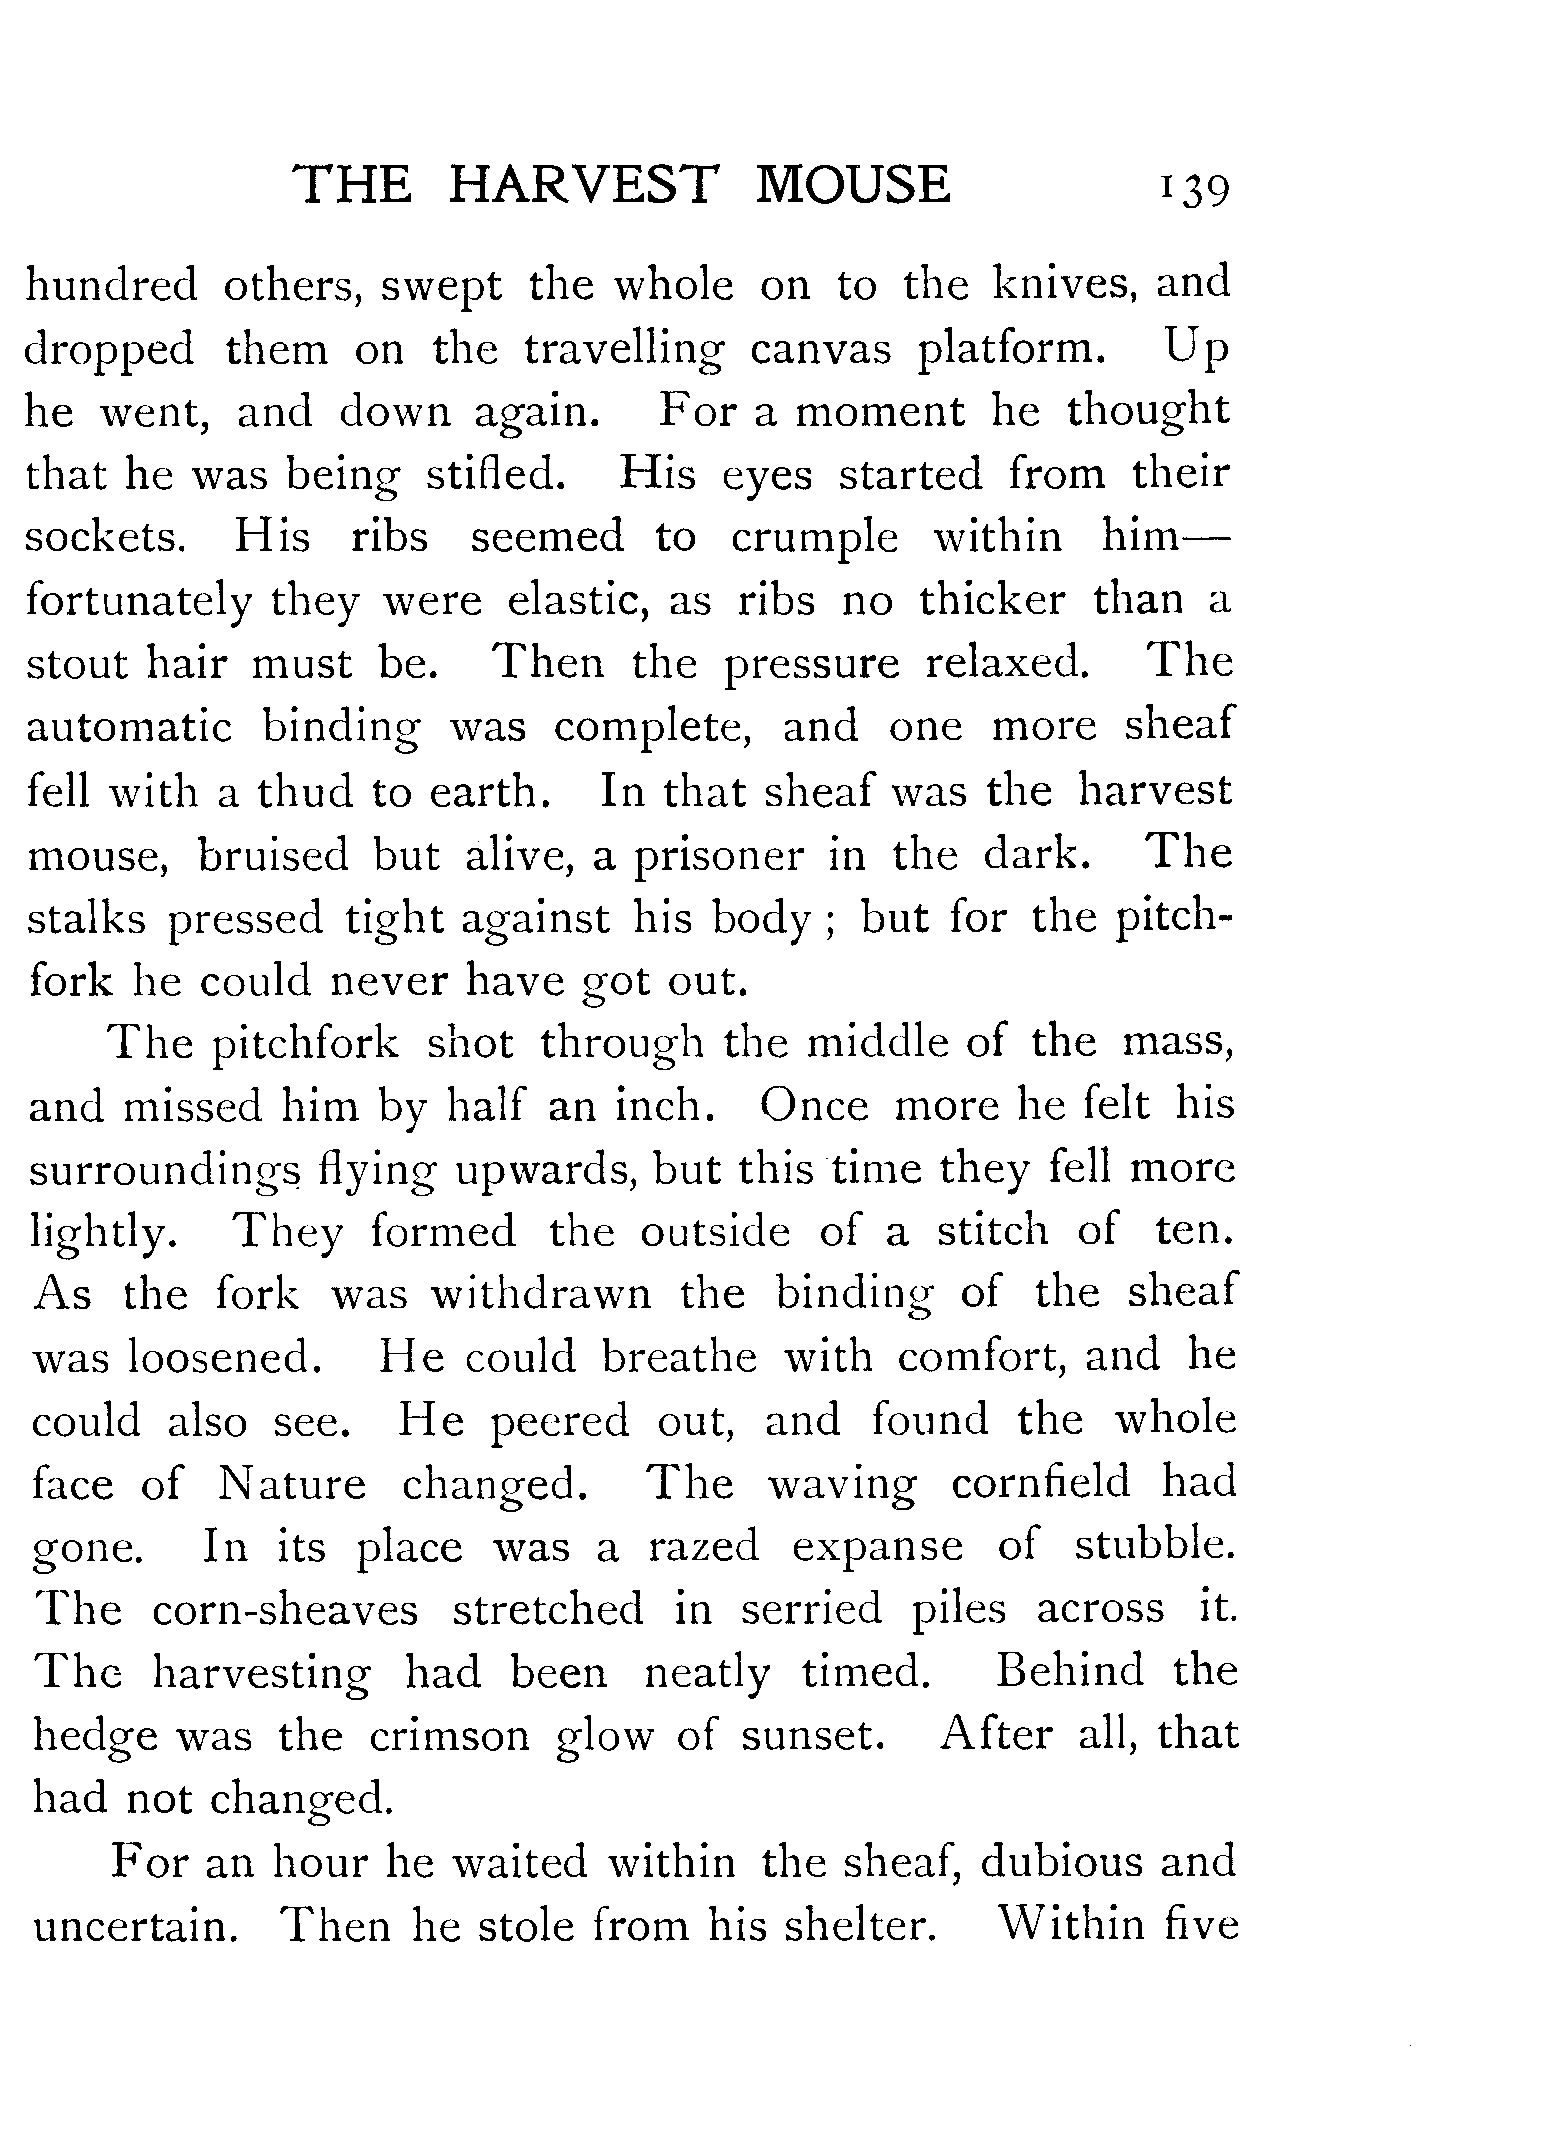 THE HARVEST MOUSE 139
hundred others, swept the whole on to the knives, and
dropped them on the travelling canvas platform. Up
he went, and down again. For a moment he thought
that he was being stifled. His eyes started from their
sockets. His ribs seemed to crumple within him—
fortunately they were elastic, as ribs no thicker than a
stout hair must be. Then the pressure relaxed. The
automatic binding was complete, and one more sheaf
fell with a thud to earth. In that sheaf was the harvest
mouse, bruised but alive, a prisoner in the dark. The
stalks pressed tight against his body ; but for the pitch-
fork he could never have got out.
The pitchfork shot through the middle of the mass,
and missed him by half an inch. Once more he felt his
surroundings flying upwards, but this time they fell more
lightly. They formed the outside of a stitch of ten.
As the fork was withdrawn the binding of the sheaf
was loosened. He could breathe with comfort, and he
could also see. He peered out, and found the whole
face of Nature changed. The waving cornfield had
gone. In its place was a razed expanse of stubble.
The corn-sheaves stretched in serried piles across it.
The harvesting had been neatly timed. Behind the
hedge was the crimson glow of sunset. After all, that
had not changed.
For an hour he waited within the sheaf, dubious and
uncertain. Then he stole from his shelter. Within five